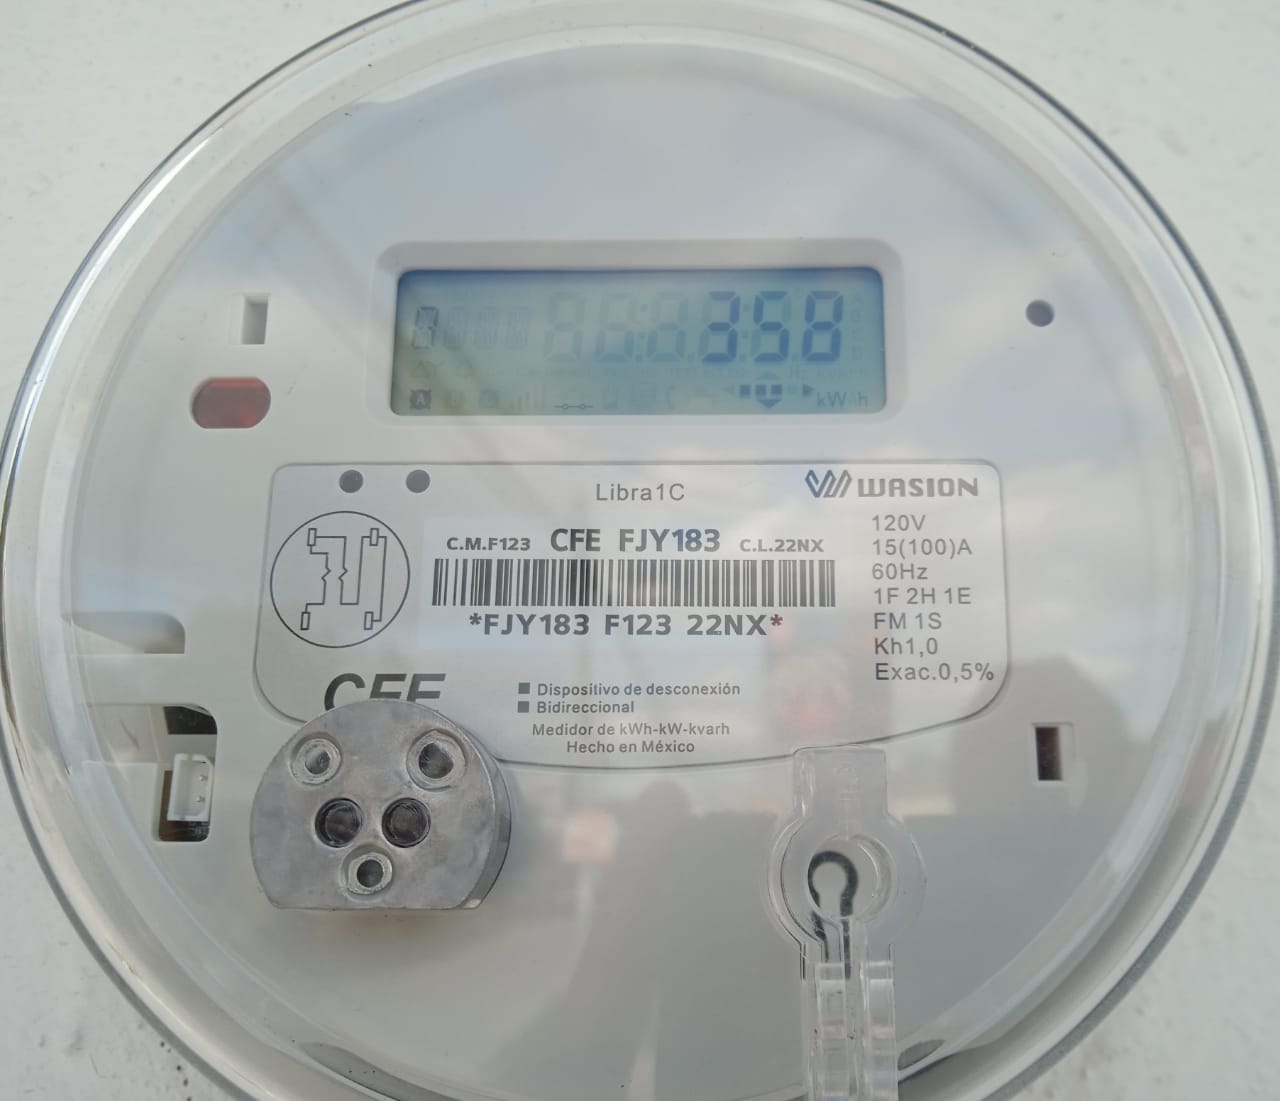 358
kW h
Libra1C
WASION
C.M.F123 CFE FJY183 C.L.22NX
*FJY183 F123 22NX*
120V
15(100)A
60Hz
1F 2H 1E
FM 1S
Kh1,0
Exac.0,5%
CFE
Dispositivo de desconexión
Bidireccional
Medidor de kWh-kW-kvarh
Hecho en México